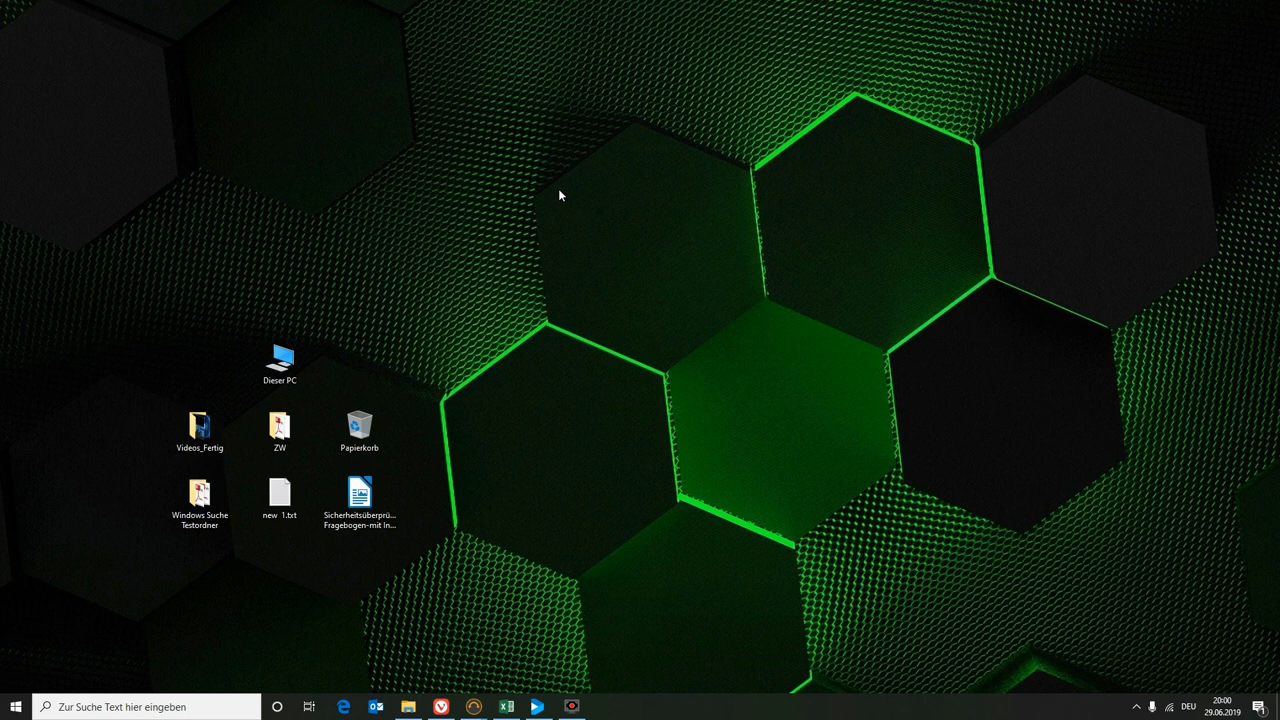 Dieser PC
Videos_Fertig
ZW
Papierkorb
Windows Suche
Testordner
new 1.txt
Sicherheitsüberprü...
Fragebogen-mit In...
Zur Suche Text hier eingeben
DEU
20:00
29.06.2019